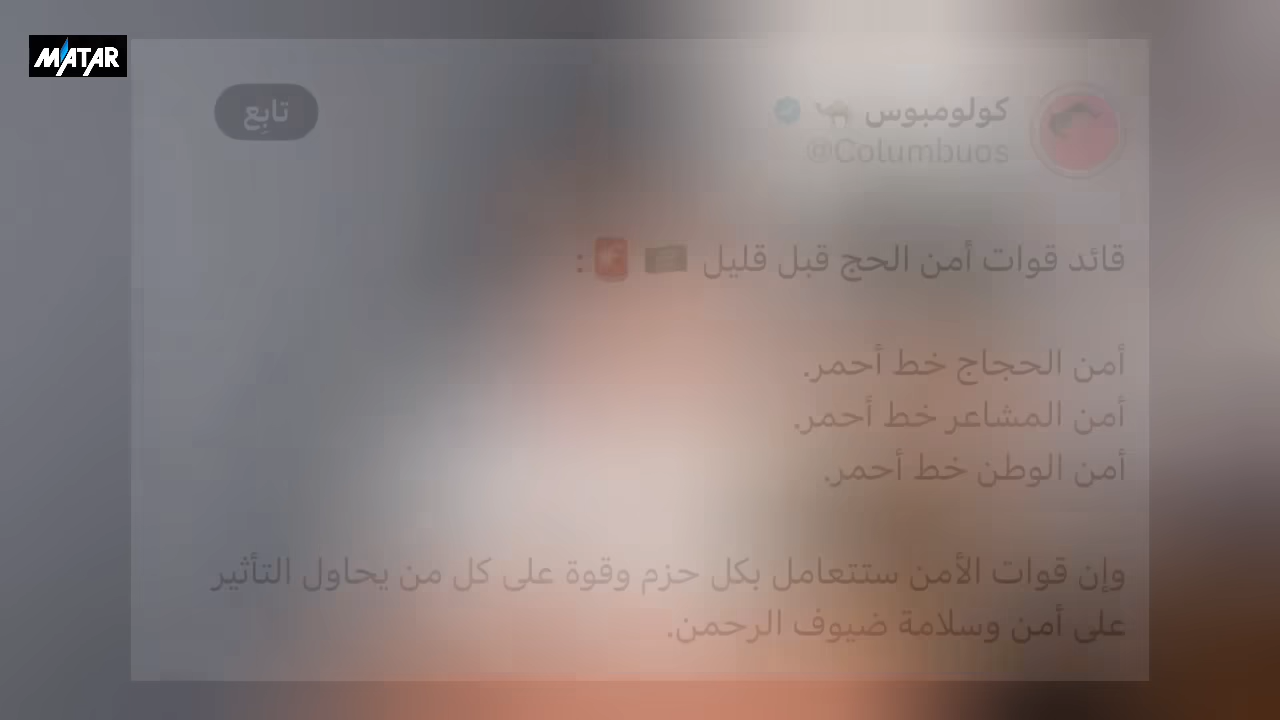 MATAR
كولومبوس
تابِع
@Columbuos
قائد قوات أمن الحج قبل قليل :
أمن الحجاج خط أحمر.
أمن المشاعر خط أحمر.
أمن الوطن خط أحمر.
وإن قوات الأمن ستتعامل بكل حزم وقوة على كل من يحاول التأثير
على أمن وسلامة ضيوف الرحمن.